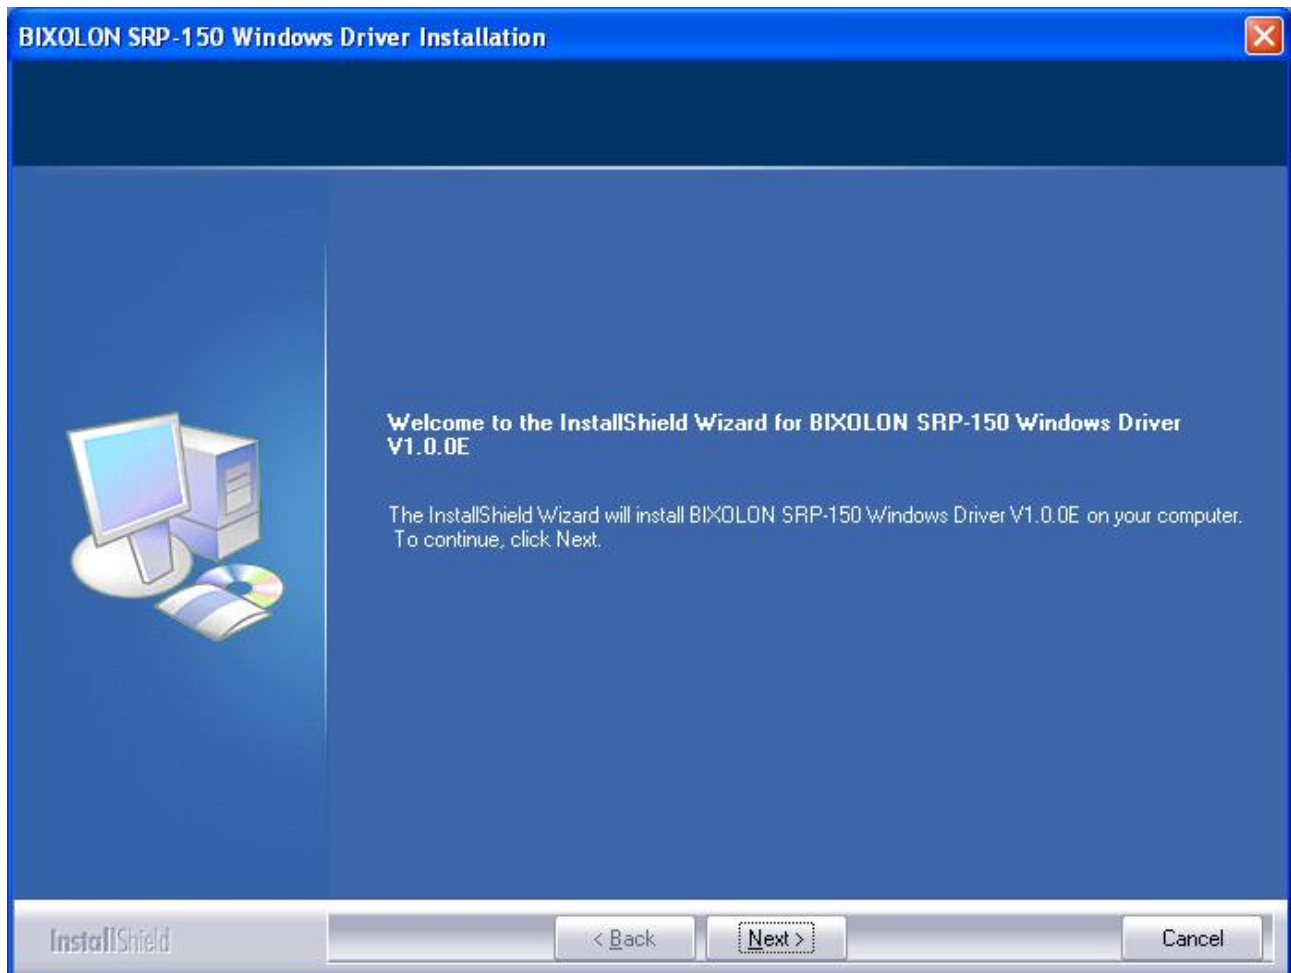 BIXOLON SRP-150 Windows Driver Installation
Welcome to the InstallShield Wizard for BIXOLON SRP-150 Windows Driver
V1.0.0E
The InstallShield Wizard will install BIXOLON SRP-150 Windows Driver V1.0.0E on your computer.
To continue, click Next.
InstallShield
< Back
Next >
Cancel